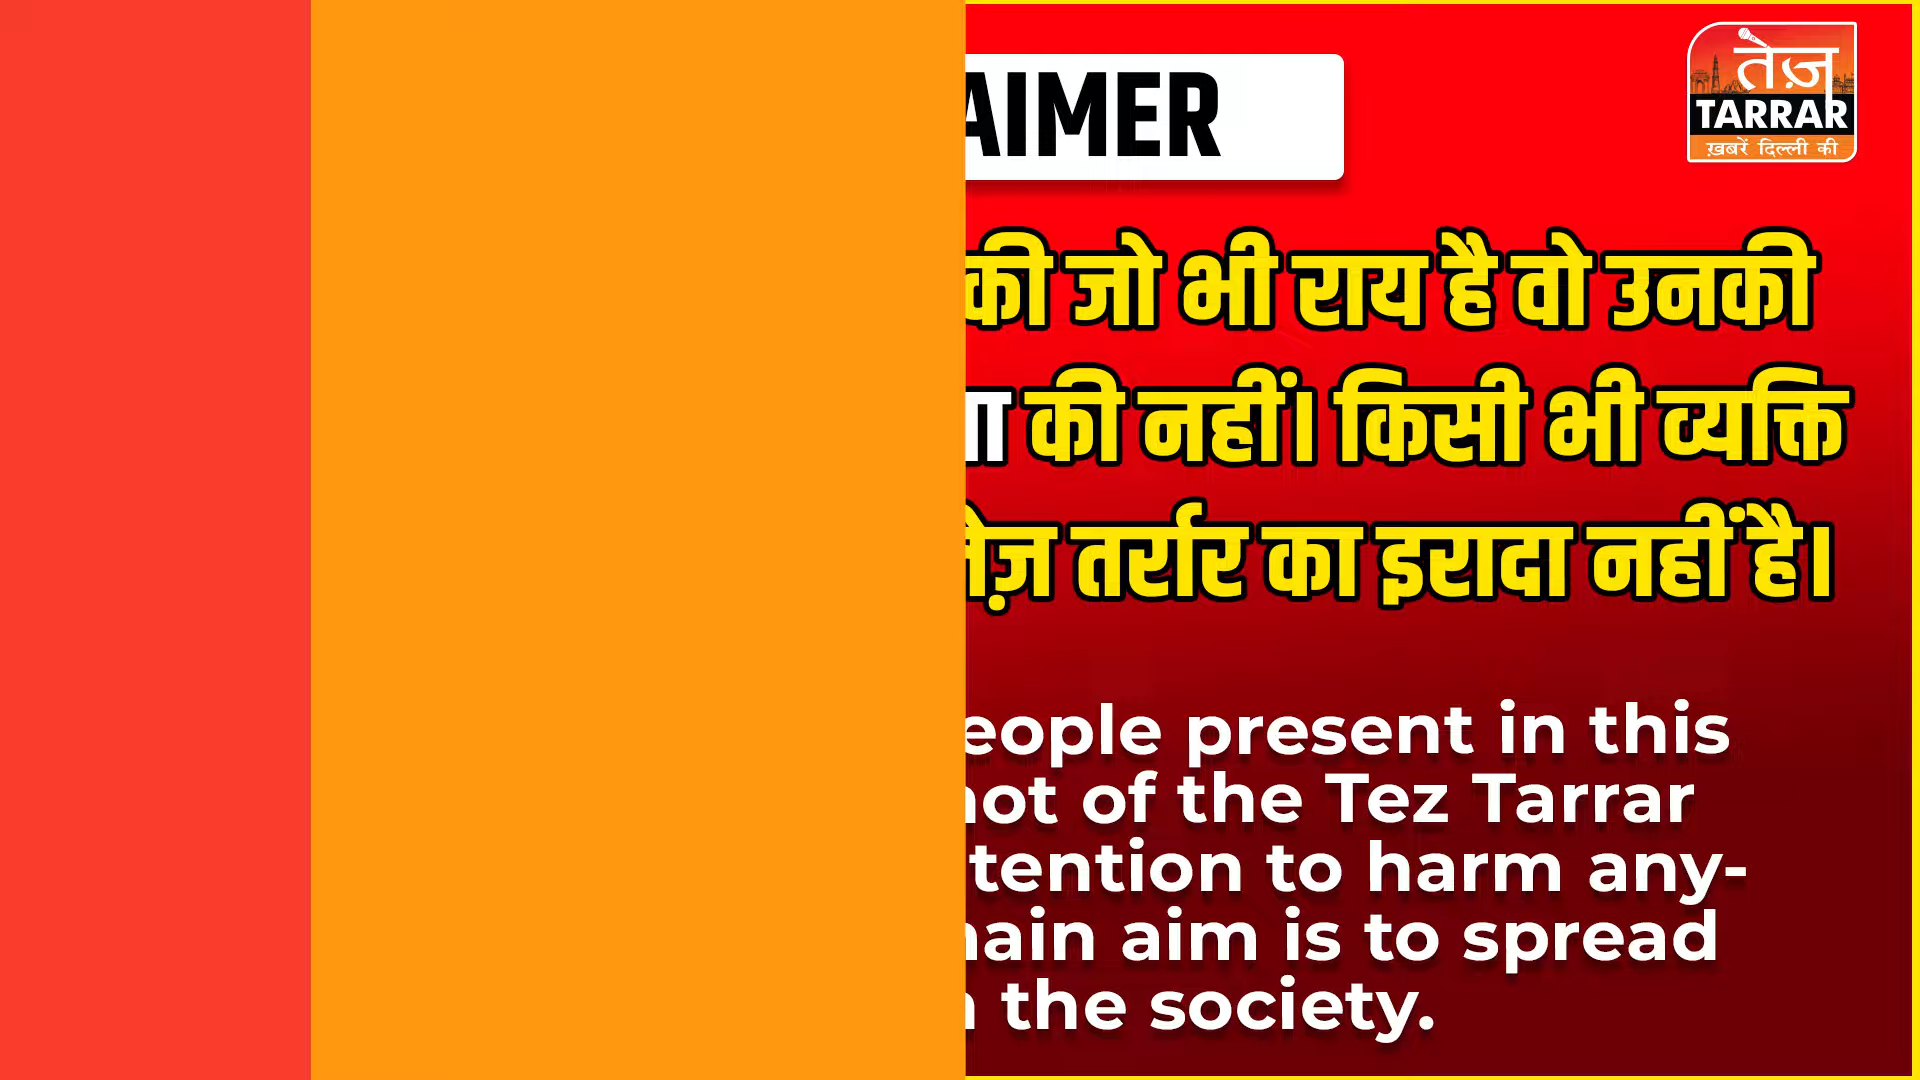 AIMER
तेज़
TARRAR
ख़बरें दिल्ली की
की जो भी राय है वो उनकी
की नहीं। किसी भी व्यक्ति
तेज़ तर्रार का इरादा नहीं है।
eople present in this
not of the Tez Tarrar
tention to harm any-
main aim is to spread
the society.